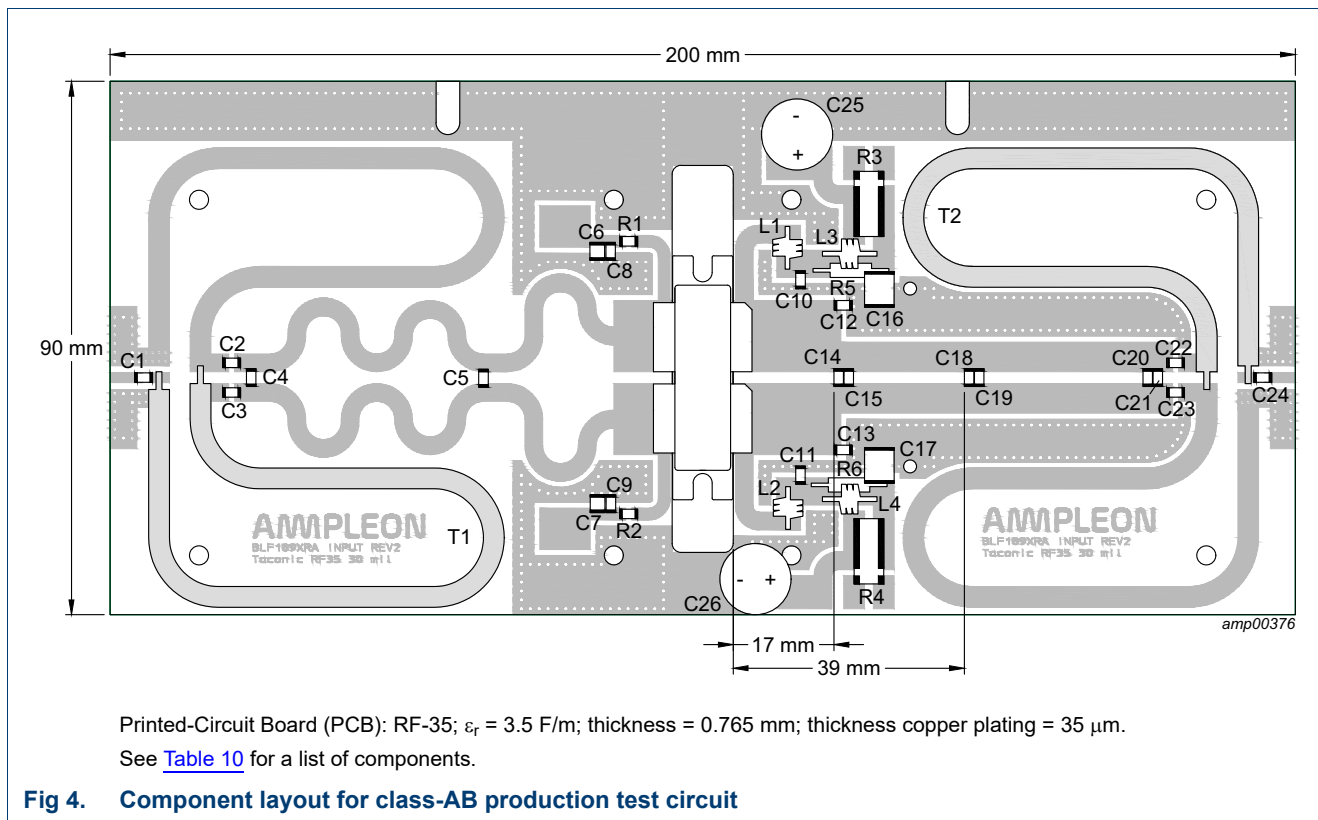 200 mm
90 mm
C25
R3
T2
L1
L3
C6
R1
C8
C10
R5
C12
C16
C1
C2
C4
C3
C5
C14
C15
C18
C19
C20
C21
C22
C23
C24
C13
C17
C11
R6
L2
L4
C9
C7
R2
T1
AMPLEON
BLF189XRA INPUT REV2
Taconic RF35 30 mil
AMPLEON
BLF189XRA INPUT REV2
Taconic RF35 30 mil
C26
R4
amp00376
17 mm
39 mm
Printed-Circuit Board (PCB): RF-35; εr = 3.5 F/m; thickness = 0.765 mm; thickness copper plating = 35 μm.
See Table 10 for a list of components.
Fig 4. Component layout for class-AB production test circuit